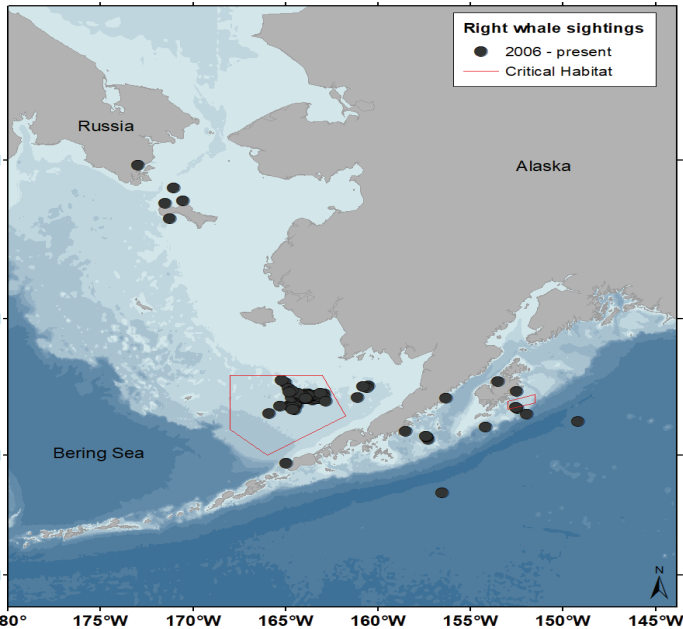 Right whale sightings
2006 - present
Critical Habitat
Russia
Alaska
Bering Sea
N
80° 175°W 170°W 165°W 160°W 155°W 150°W 145°W